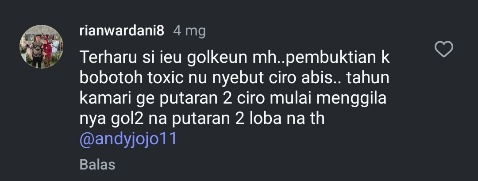 rianwardani8 4 mg
Terharu si ieu golkeun mh..pembuktian k
bobotoh toxic nu nyebut ciro abis.. tahun
kamari ge putaran 2 ciro mulai menggila
nya gol2 na putaran 2 loba na th
@andyjojo11
Balas